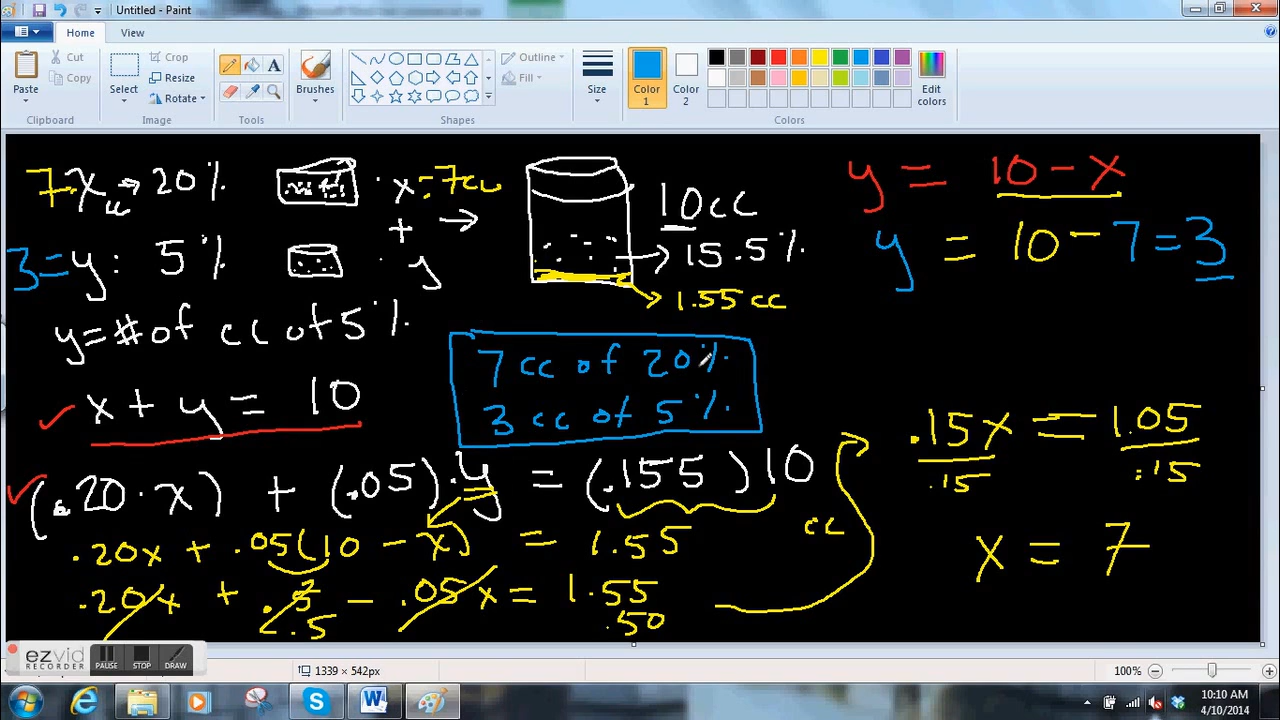 Untitled - Paint
Home View
Cut
Copy
Paste
Clipboard
Crop
Resize
Rotate
Select
Image
Tools
Brushes
Outline
Fill
Shapes
Size
Color 1
Color 2
Edit colors
Colors
7 x cc → 20% · x = 7cc
+ →
3 = y: 5% · y
10cc
→ 15.5%
→ 1.55 cc
y = # of cc of 5%
x + y = 10
7 cc of 20%
3 cc of 5%
(.20 · x) + (.05) · y = (.155) 10
cc
.20x + .05(10 - x) = 1.55
.20x + .5 - .05x = 1.55
.5 .50
y = 10 - x
y = 10 - 7 = 3
.15x = 1.05
.15 .15
x = 7
ezvid
RECORDER
PAUSE STOP DRAW
1339 × 542px
100%
10:10 AM
4/10/2014